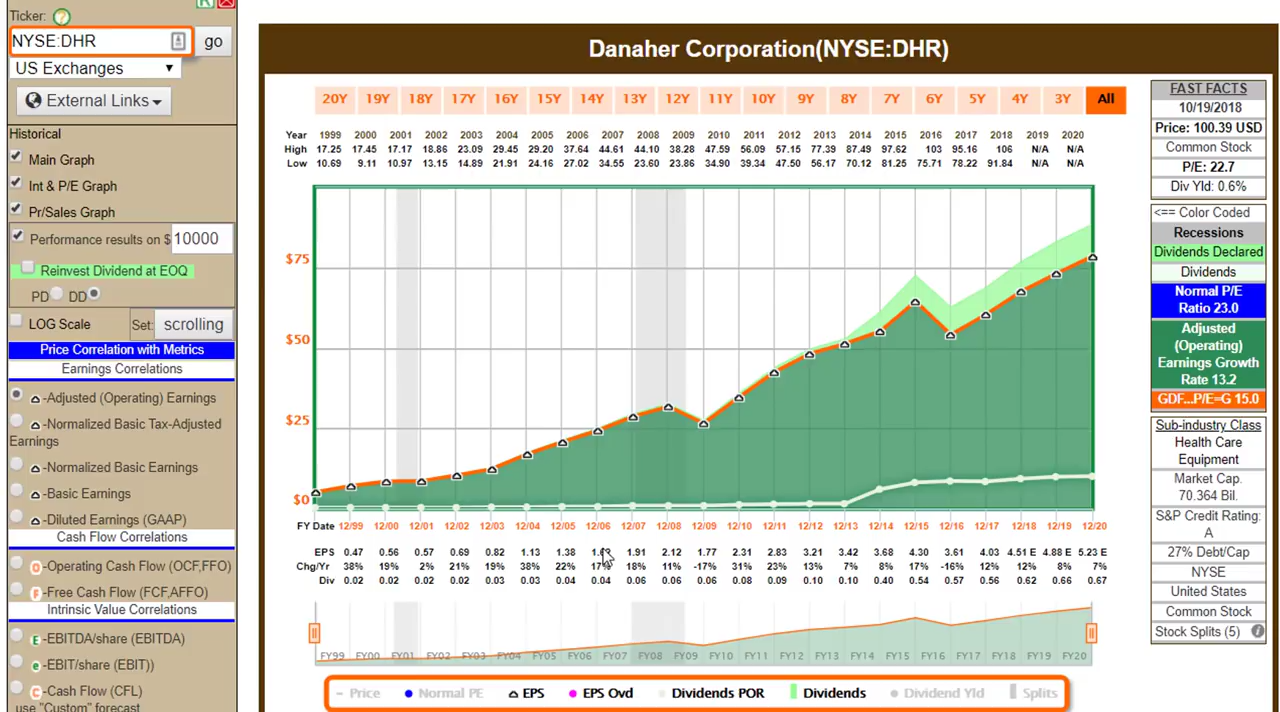 Ticker: ?
NYSE:DHR
go
US Exchanges
External Links
Historical
Main Graph
Int & P/E Graph
Pr/Sales Graph
Performance results on $ 10000
Reinvest Dividend at EOQ
PD DD
LOG Scale
Set: scrolling
Price Correlation with Metrics
Earnings Correlations
-Adjusted (Operating) Earnings
-Normalized Basic Tax-Adjusted
Earnings
-Normalized Basic Earnings
-Basic Earnings
-Diluted Earnings (GAAP)
Cash Flow Correlations
O -Operating Cash Flow (OCF,FFO)
F -Free Cash Flow (FCF,AFFO)
Intrinsic Value Correlations
E -EBITDA/share (EBITDA)
e -EBIT/share (EBIT))
C -Cash Flow (CFL)
use "Custom" forecast
Danaher Corporation(NYSE:DHR)
20Y 19Y 18Y 17Y 16Y 15Y 14Y 13Y 12Y 11Y 10Y 9Y 8Y 7Y 6Y 5Y 4Y 3Y All
Year 1999 2000 2001 2002 2003 2004 2005 2006 2007 2008 2009 2010 2011 2012 2013 2014 2015 2016 2017 2018 2019 2020
High 17.25 17.45 17.17 18.86 23.09 29.45 29.20 37.64 44.61 44.10 38.28 47.59 56.09 57.15 77.39 87.49 97.62 103 95.16 106 N/A N/A
Low 10.69 9.11 10.97 13.15 14.89 21.91 24.16 27.02 34.55 23.60 23.86 34.90 39.34 47.50 56.17 70.12 81.25 75.71 78.22 91.84 N/A N/A
$75
$50
$25
$0
FY Date 12/99 12/00 12/01 12/02 12/03 12/04 12/05 12/06 12/07 12/08 12/09 12/10 12/11 12/12 12/13 12/14 12/15 12/16 12/17 12/18 12/19 12/20
EPS 0.47 0.56 0.57 0.69 0.82 1.13 1.38 1.91 2.12 1.77 2.31 2.83 3.21 3.42 3.68 4.30 3.61 4.03 4.51 E 4.88 E 5.23 E
Chg/Yr 38% 19% 2% 21% 19% 38% 22% 17% 18% 11% -17% 31% 23% 13% 7% 8% 17% -16% 12% 12% 8% 7%
Div 0.02 0.02 0.02 0.02 0.03 0.03 0.04 0.04 0.06 0.06 0.06 0.08 0.09 0.10 0.10 0.40 0.54 0.57 0.56 0.62 0.66 0.67
FY99 FY00 FY01 FY02 FY03 FY04 FY05 FY06 FY07 FY08 FY09 FY10 FY11 FY12 FY13 FY14 FY15 FY16 FY17 FY18 FY19 FY20
Price Normal PE EPS EPS Ovd Dividends POR Dividends Dividend Yld Splits
FAST FACTS
10/19/2018
Price: 100.39 USD
Common Stock
P/E: 22.7
Div Yld: 0.6%
<== Color Coded
Recessions
Dividends Declared
Dividends
Normal P/E
Ratio 23.0
Adjusted
(Operating)
Earnings Growth
Rate 13.2
GDF...P/E=G 15.0
Sub-industry Class
Health Care
Equipment
Market Cap.
70.364 Bil.
S&P Credit Rating:
A
27% Debt/Cap
NYSE
United States
Common Stock
Stock Splits (5) i